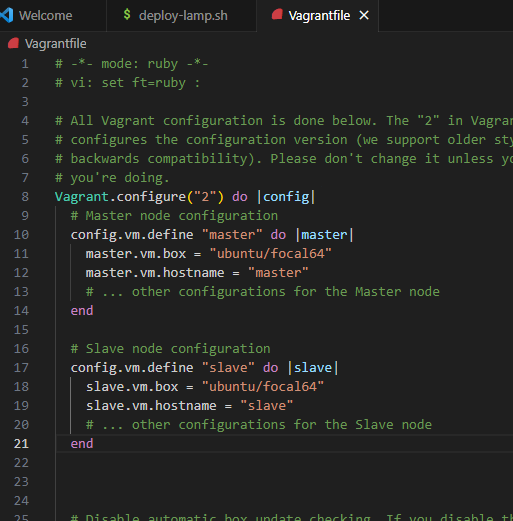 Welcome
$ deploy-lamp.sh
Vagrantfile ×
Vagrantfile
1 # -*- mode: ruby -*-
2 # vi: set ft=ruby :
3
4 # All Vagrant configuration is done below. The "2" in Vagran
5 # configures the configuration version (we support older sty
6 # backwards compatibility). Please don't change it unless yo
7 # you're doing.
8 Vagrant.configure("2") do |config|
9 # Master node configuration
10 config.vm.define "master" do |master|
11 master.vm.box = "ubuntu/focal64"
12 master.vm.hostname = "master"
13 # ... other configurations for the Master node
14 end
15
16 # Slave node configuration
17 config.vm.define "slave" do |slave|
18 slave.vm.box = "ubuntu/focal64"
19 slave.vm.hostname = "slave"
20 # ... other configurations for the Slave node
21 end
22
23
24
25 # Disable automatic box update checking. If you disable th